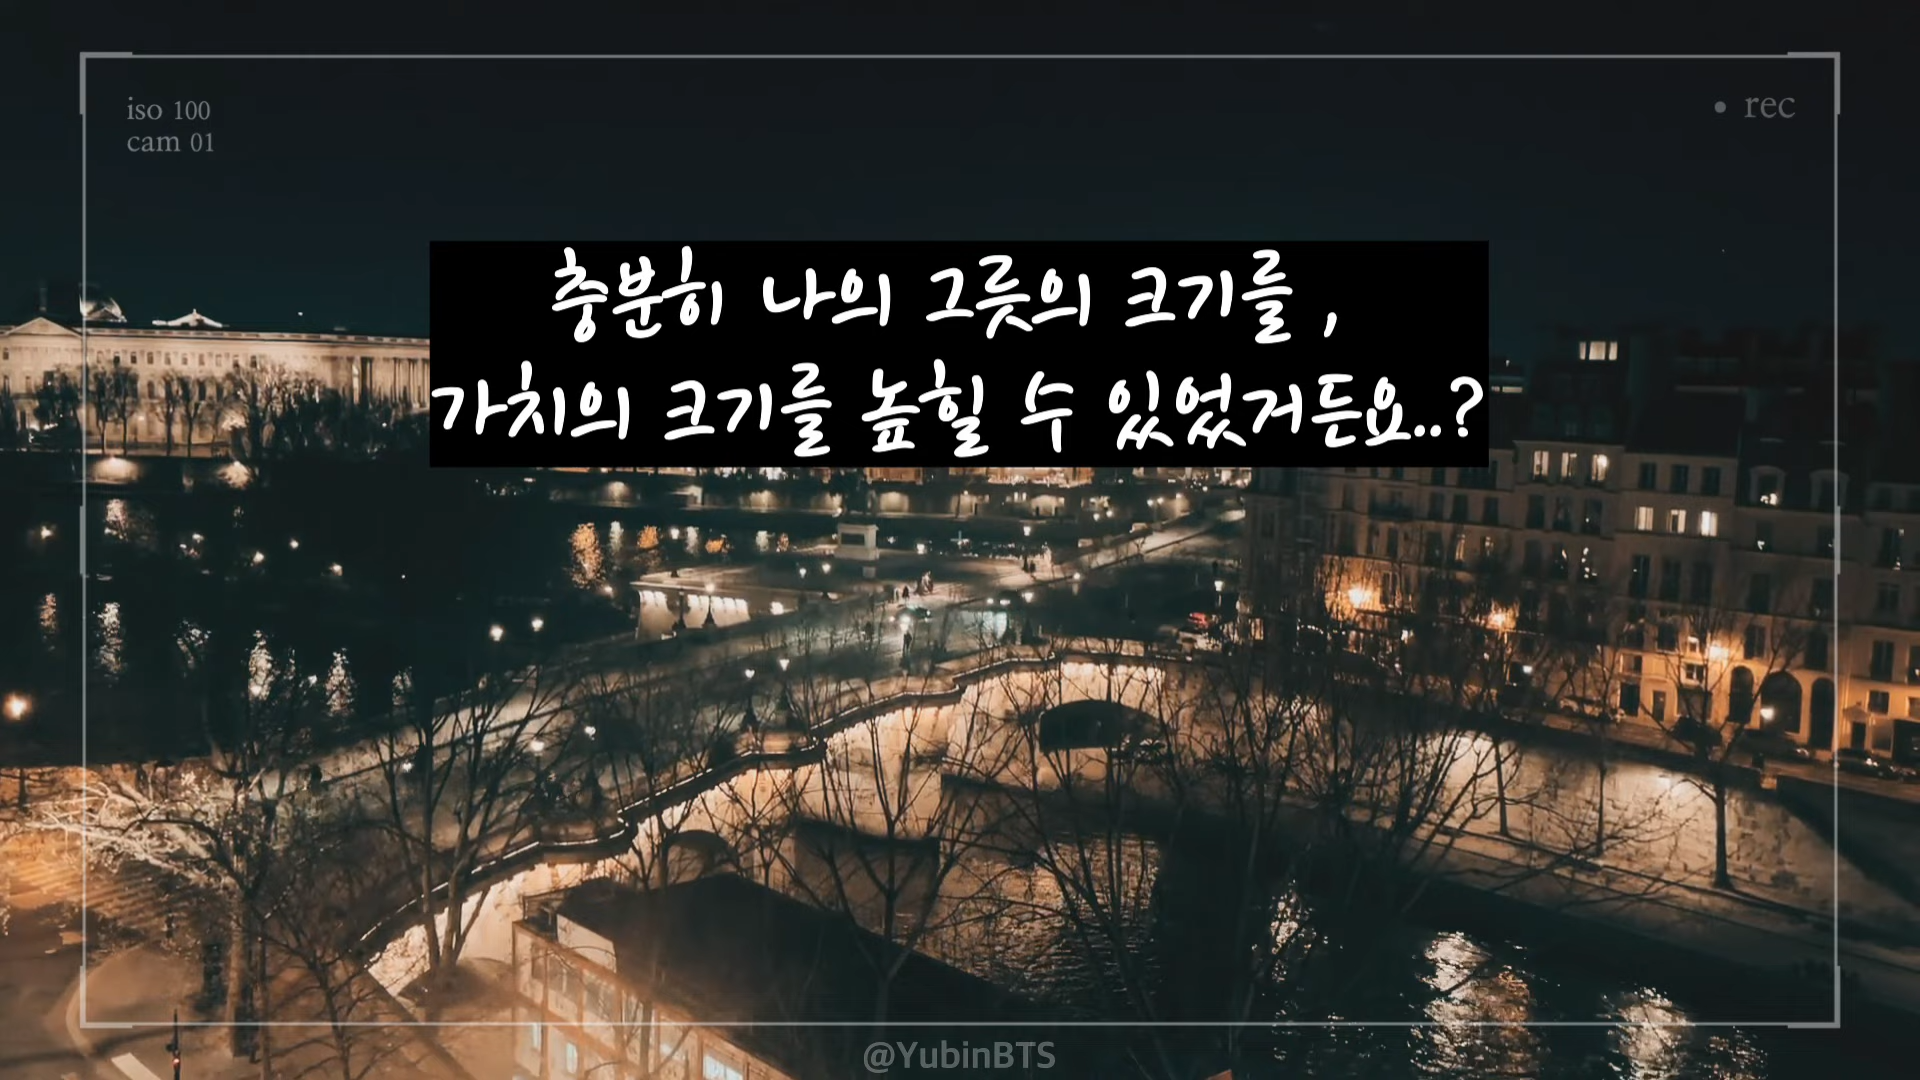 iso 100
cam 01
• rec
충분히 나의 그릇의 크기를 ,
가치의 크기를 높힐 수 있었거든요..?
@YubinBTS